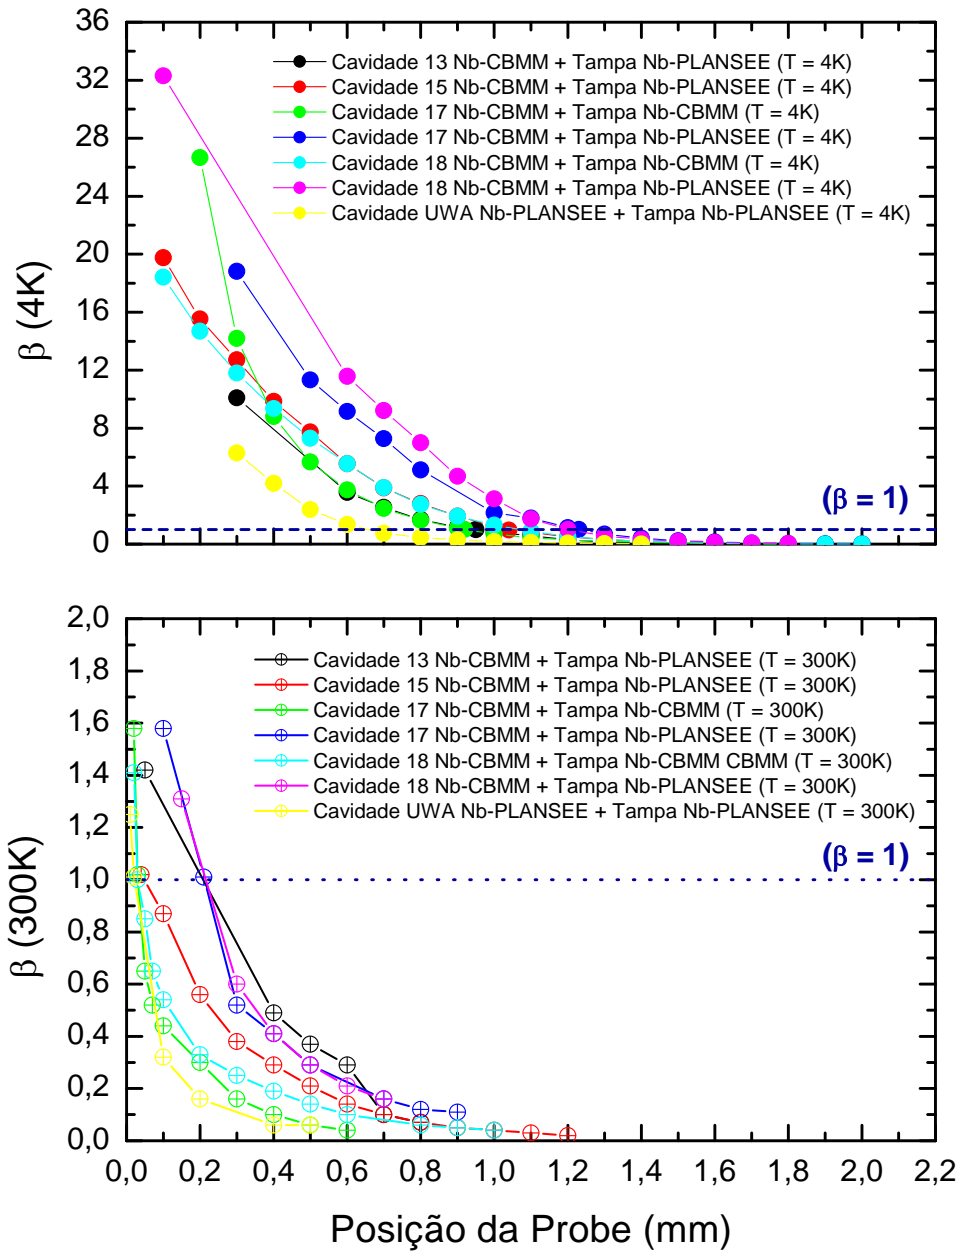 36
32
28
24
20
16
12
8
4
0
β (4K)
Cavidade 13 Nb-CBMM + Tampa Nb-PLANSEE (T = 4K)
Cavidade 15 Nb-CBMM + Tampa Nb-PLANSEE (T = 4K)
Cavidade 17 Nb-CBMM + Tampa Nb-CBMM (T = 4K)
Cavidade 17 Nb-CBMM + Tampa Nb-PLANSEE (T = 4K)
Cavidade 18 Nb-CBMM + Tampa Nb-CBMM (T = 4K)
Cavidade 18 Nb-CBMM + Tampa Nb-PLANSEE (T = 4K)
Cavidade UWA Nb-PLANSEE + Tampa Nb-PLANSEE (T = 4K)
(β = 1)
2,0
1,8
1,6
1,4
1,2
1,0
0,8
0,6
0,4
0,2
0,0
β (300K)
Cavidade 13 Nb-CBMM + Tampa Nb-PLANSEE (T = 300K)
Cavidade 15 Nb-CBMM + Tampa Nb-PLANSEE (T = 300K)
Cavidade 17 Nb-CBMM + Tampa Nb-CBMM (T = 300K)
Cavidade 17 Nb-CBMM + Tampa Nb-PLANSEE (T = 300K)
Cavidade 18 Nb-CBMM + Tampa Nb-CBMM CBMM (T = 300K)
Cavidade 18 Nb-CBMM + Tampa Nb-PLANSEE (T = 300K)
Cavidade UWA Nb-PLANSEE + Tampa Nb-PLANSEE (T = 300K)
(β = 1)
0,0 0,2 0,4 0,6 0,8 1,0 1,2 1,4 1,6 1,8 2,0 2,2
Posição da Probe (mm)